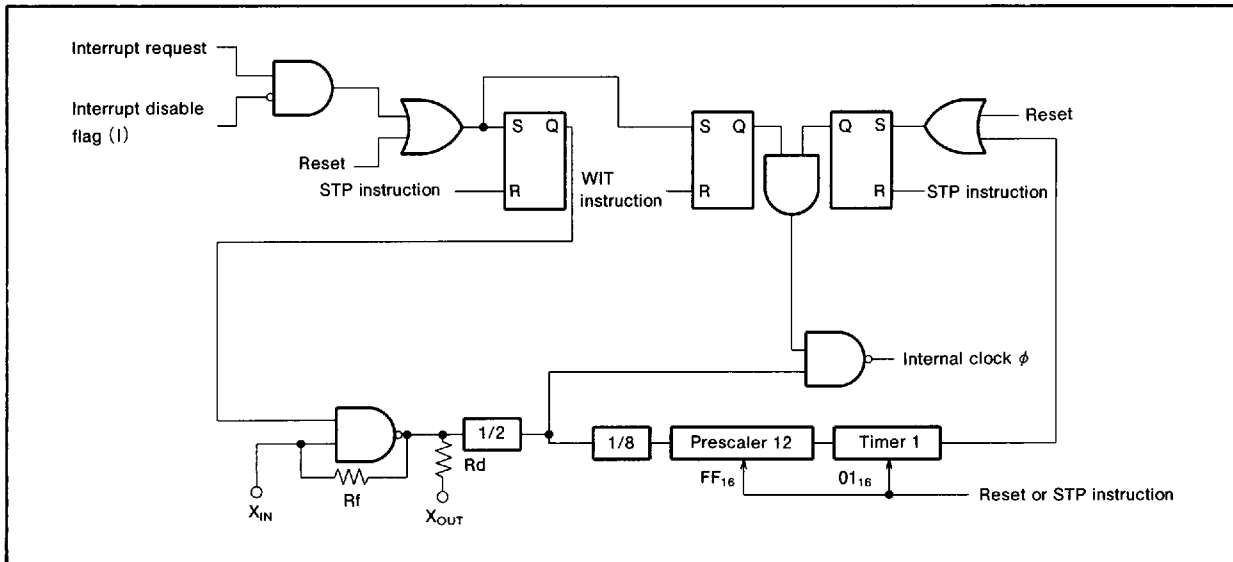 Interrupt request
Interrupt disable
flag (I)
Reset
STP instruction
S Q
R
WIT
instruction
S Q
R
Q S
R
Reset
STP instruction
Internal clock ϕ
1/2
Rd
1/8
Prescaler 12
Timer 1
FF₁₆
01₁₆
Reset or STP instruction
Rf
X_IN
X_OUT